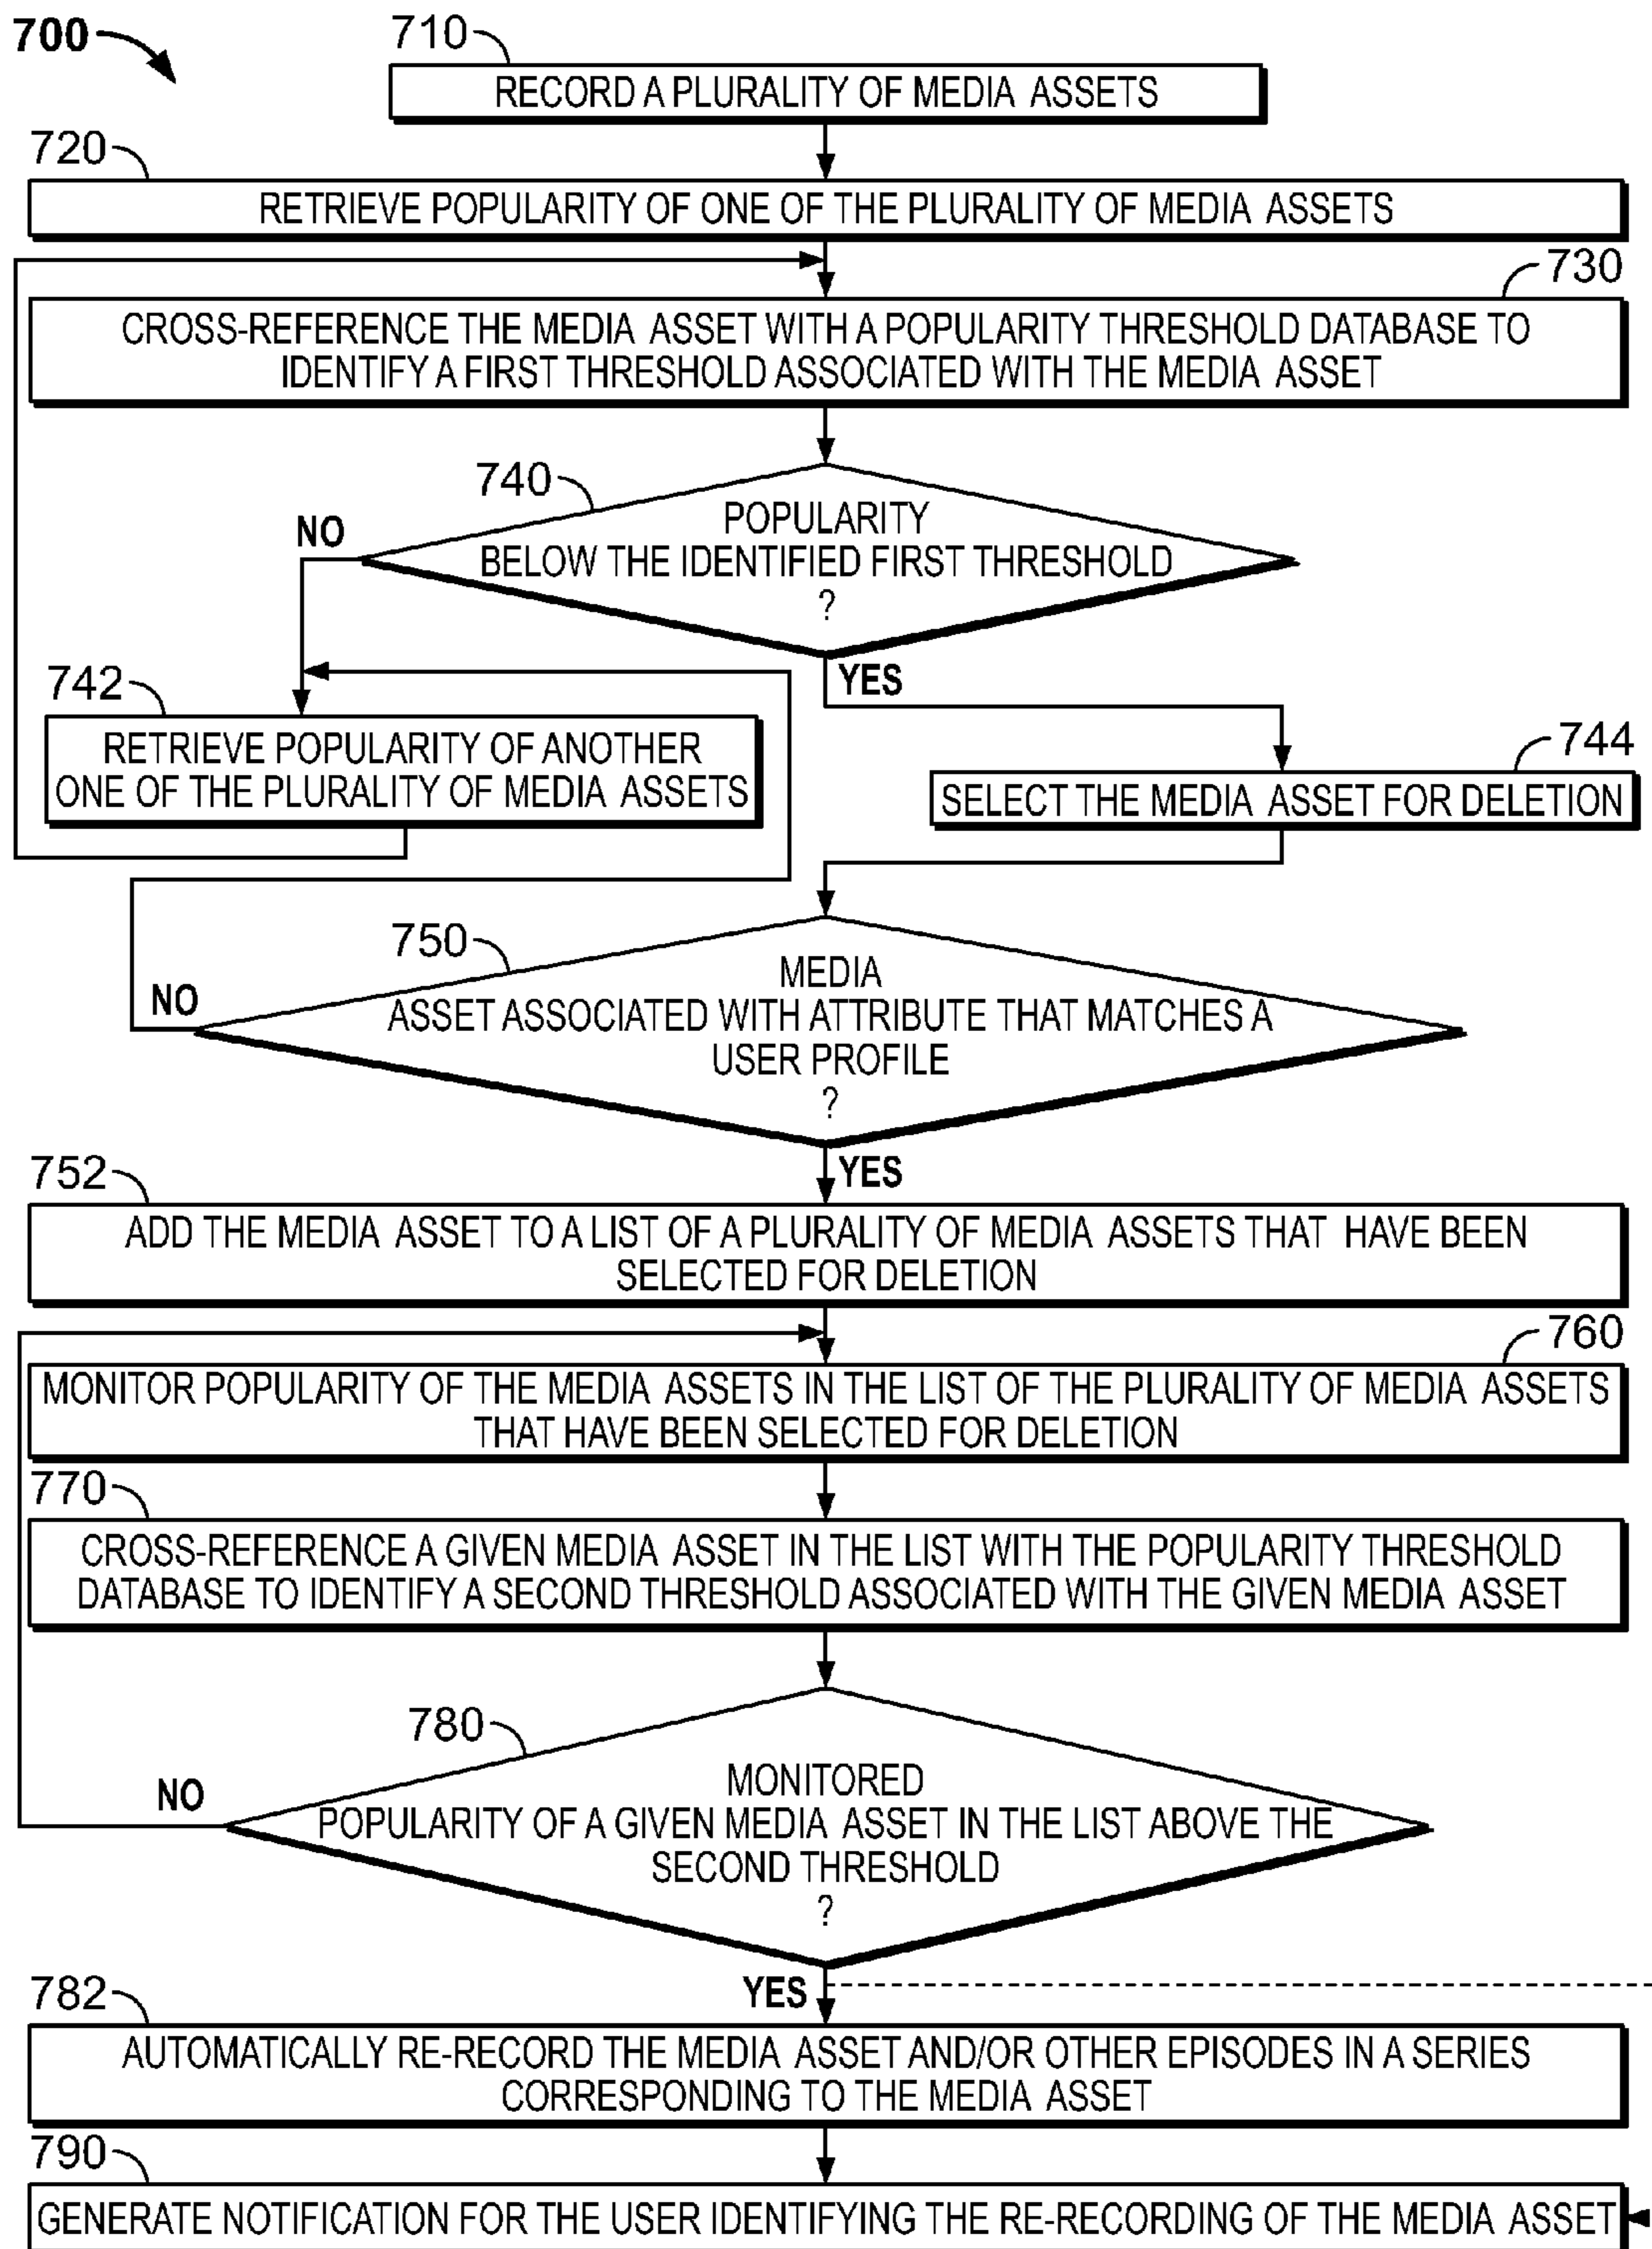 700
710
RECORD A PLURALITY OF MEDIA ASSETS
720
RETRIEVE POPULARITY OF ONE OF THE PLURALITY OF MEDIA ASSETS
730
CROSS-REFERENCE THE MEDIA ASSET WITH A POPULARITY THRESHOLD DATABASE TO
IDENTIFY A FIRST THRESHOLD ASSOCIATED WITH THE MEDIA ASSET
740
POPULARITY
BELOW THE IDENTIFIED FIRST THRESHOLD
?
NO
YES
742
RETRIEVE POPULARITY OF ANOTHER
ONE OF THE PLURALITY OF MEDIA ASSETS
744
SELECT THE MEDIA ASSET FOR DELETION
750
MEDIA
ASSET ASSOCIATED WITH ATTRIBUTE THAT MATCHES A
USER PROFILE
?
NO
YES
752
ADD THE MEDIA ASSET TO A LIST OF A PLURALITY OF MEDIA ASSETS THAT HAVE BEEN
SELECTED FOR DELETION
760
MONITOR POPULARITY OF THE MEDIA ASSETS IN THE LIST OF THE PLURALITY OF MEDIA ASSETS
THAT HAVE BEEN SELECTED FOR DELETION
770
CROSS-REFERENCE A GIVEN MEDIA ASSET IN THE LIST WITH THE POPULARITY THRESHOLD
DATABASE TO IDENTIFY A SECOND THRESHOLD ASSOCIATED WITH THE GIVEN MEDIA ASSET
780
MONITORED
POPULARITY OF A GIVEN MEDIA ASSET IN THE LIST ABOVE THE
SECOND THRESHOLD
?
NO
YES
782
AUTOMATICALLY RE-RECORD THE MEDIA ASSET AND/OR OTHER EPISODES IN A SERIES
CORRESPONDING TO THE MEDIA ASSET
790
GENERATE NOTIFICATION FOR THE USER IDENTIFYING THE RE-RECORDING OF THE MEDIA ASSET